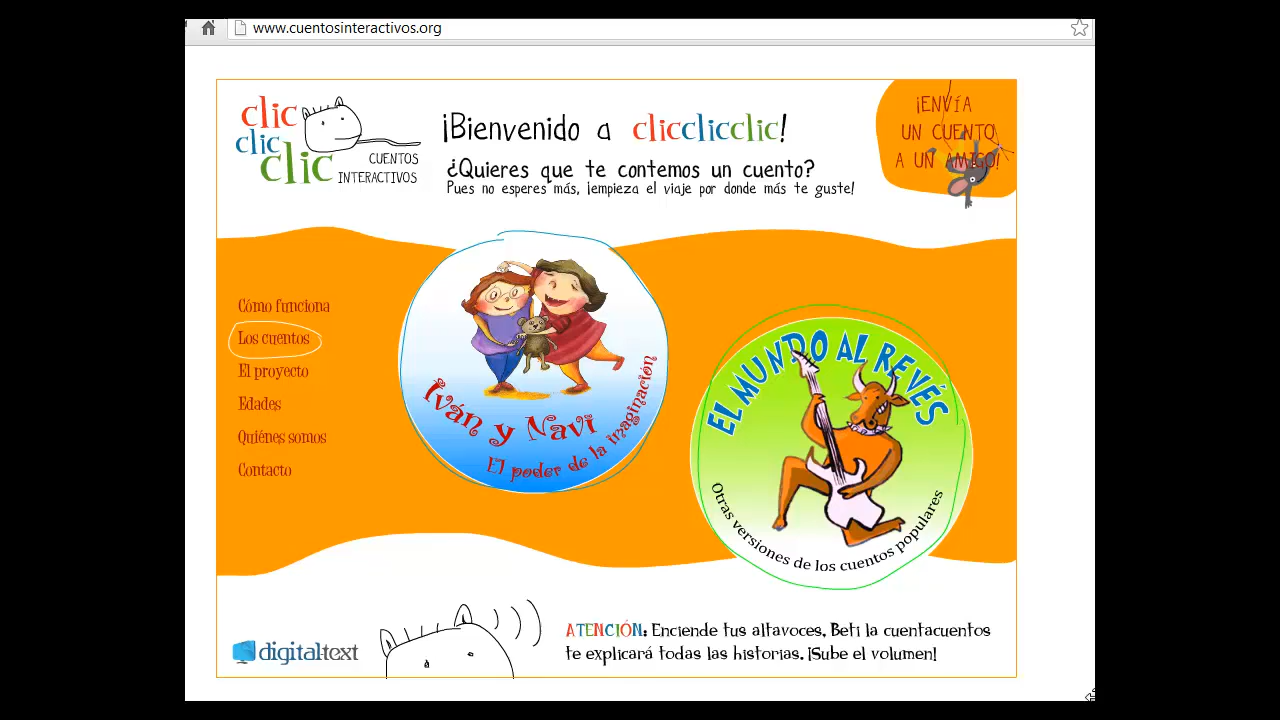 www.cuentosinteractivos.org
clic
clic
clic
CUENTOS
INTERACTIVOS
¡Bienvenido a clicclicclic!
¿Quieres que te contemos un cuento?
Pues no esperes más, ¡empieza el viaje por donde más te guste!
¡ENVÍA
UN CUENTO
A UN AMIGO!
Cómo funciona
Los cuentos
El proyecto
Edades
Quiénes somos
Contacto
Iván y Navi
El poder de la imaginación
EL MUNDO AL REVÉS
Otras versiones de los cuentos populares
digital-text
ATENCIÓN: Enciende tus altavoces, Beti la cuentacuentos
te explicará todas las historias. ¡Sube el volumen!